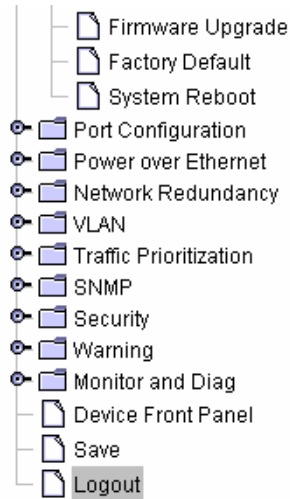 Firmware Upgrade
Factory Default
System Reboot
Port Configuration
Power over Ethernet
Network Redundancy
VLAN
Traffic Prioritization
SNMP
Security
Warning
Monitor and Diag
Device Front Panel
Save
Logout